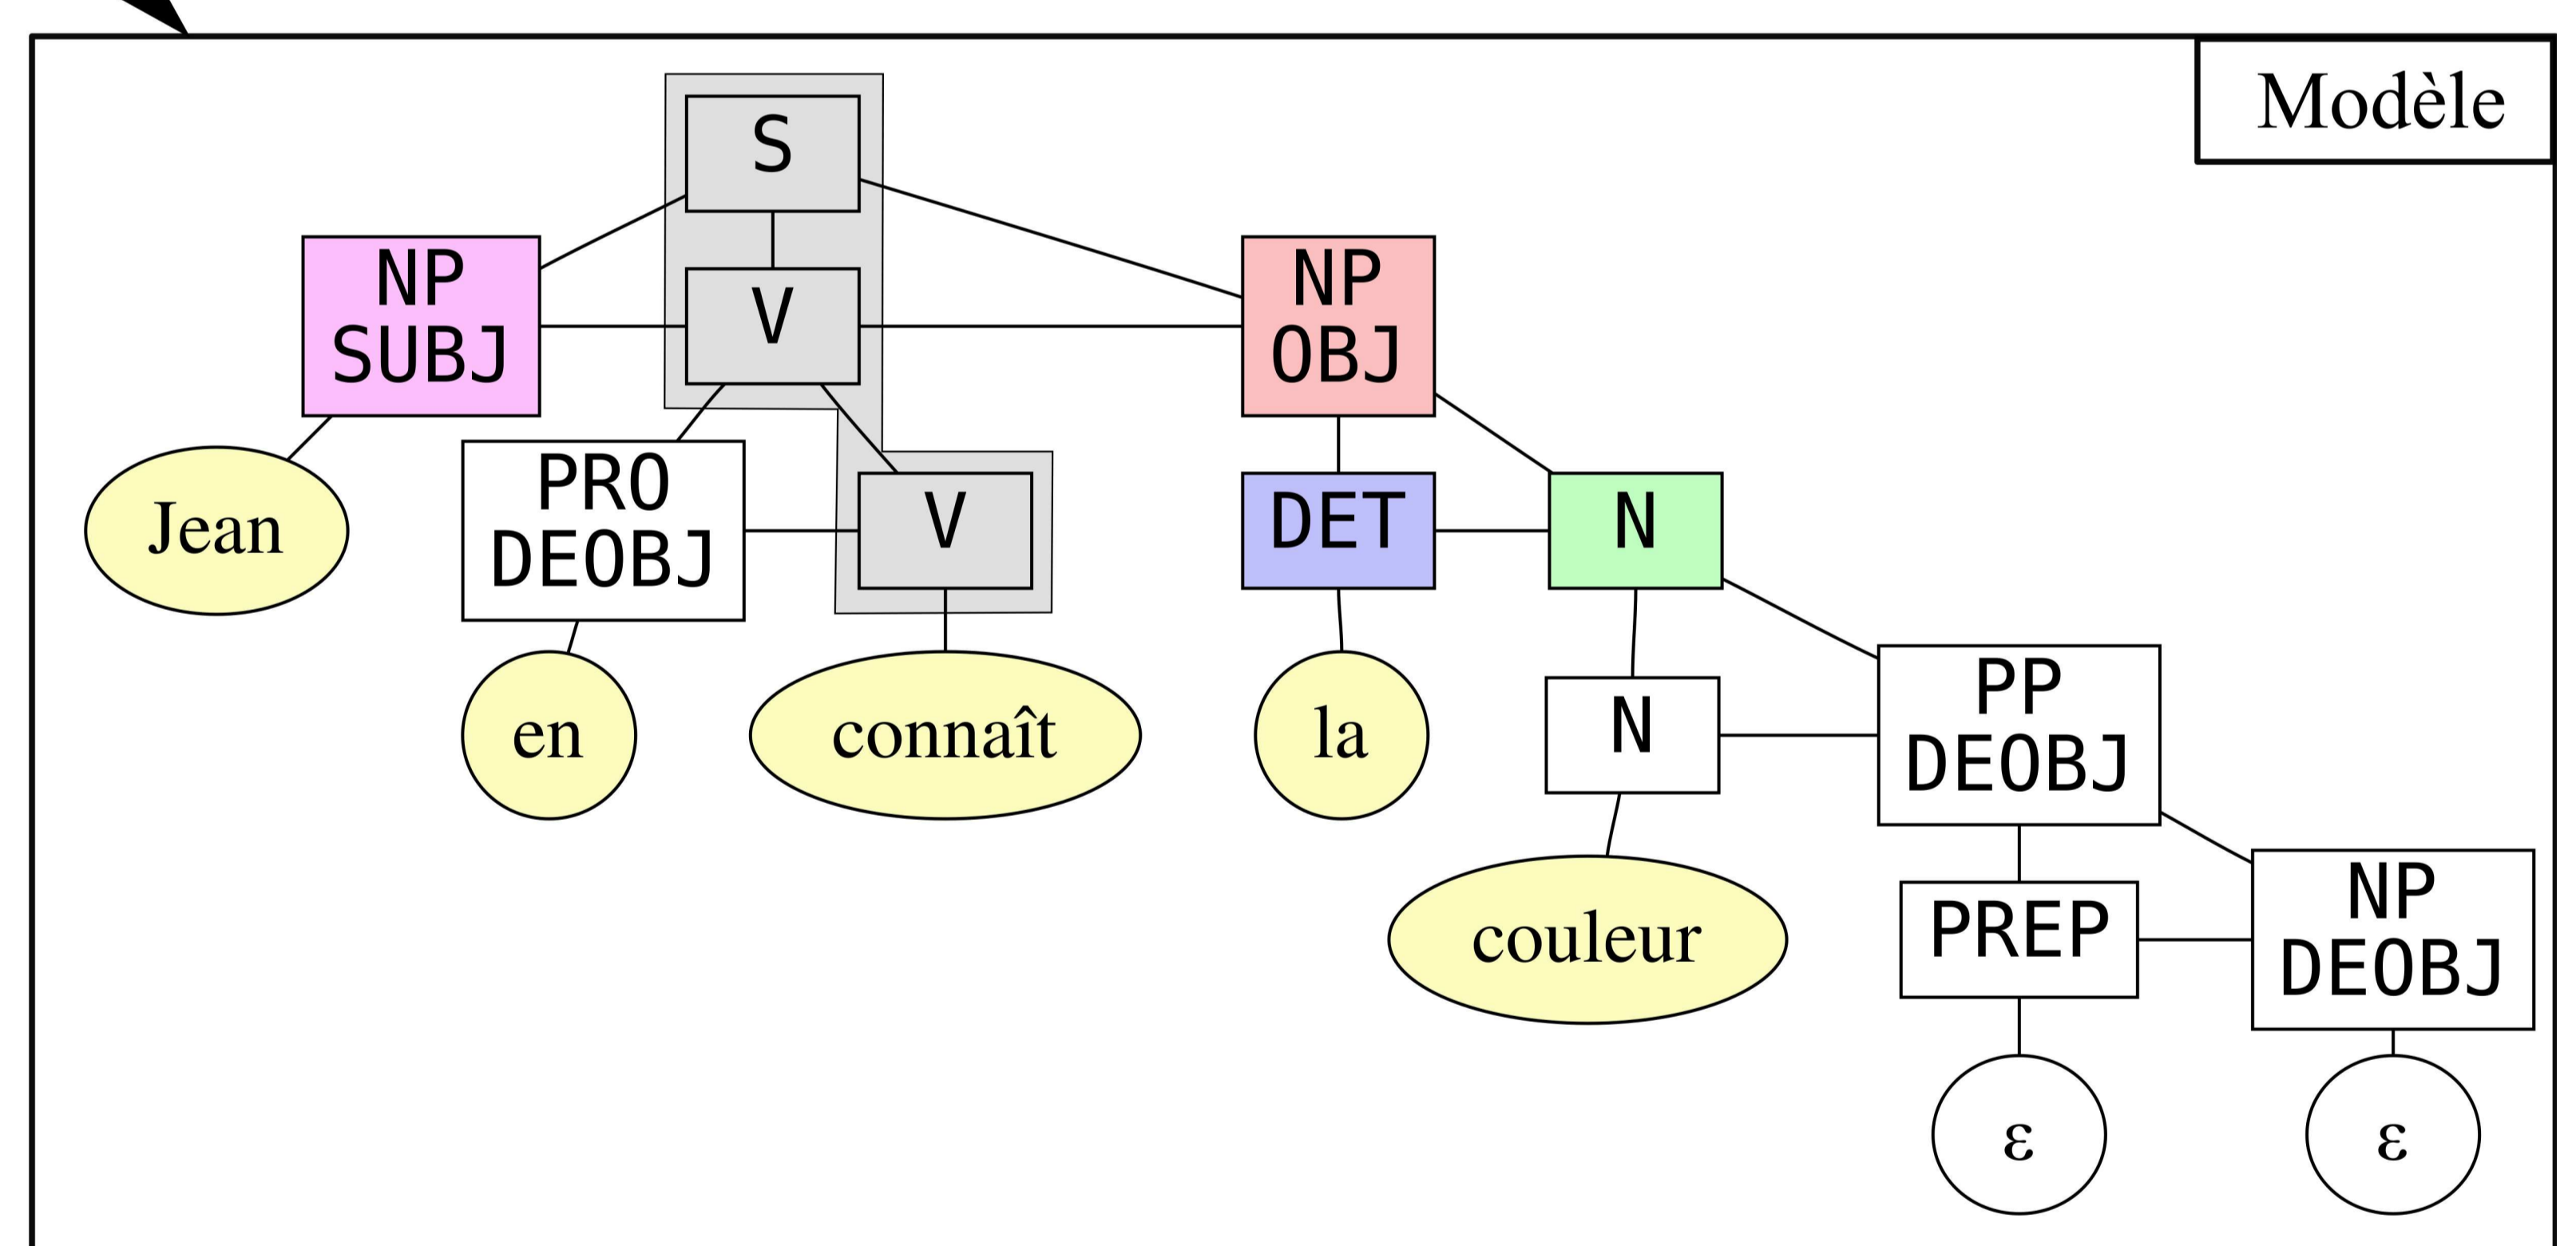 Modèle
S
NP
SUBJ
V
NP
OBJ
Jean
PRO
DEOBJ
V
DET
N
en
connaît
la
N
PP
DEOBJ
couleur
PREP
NP
DEOBJ
ε
ε